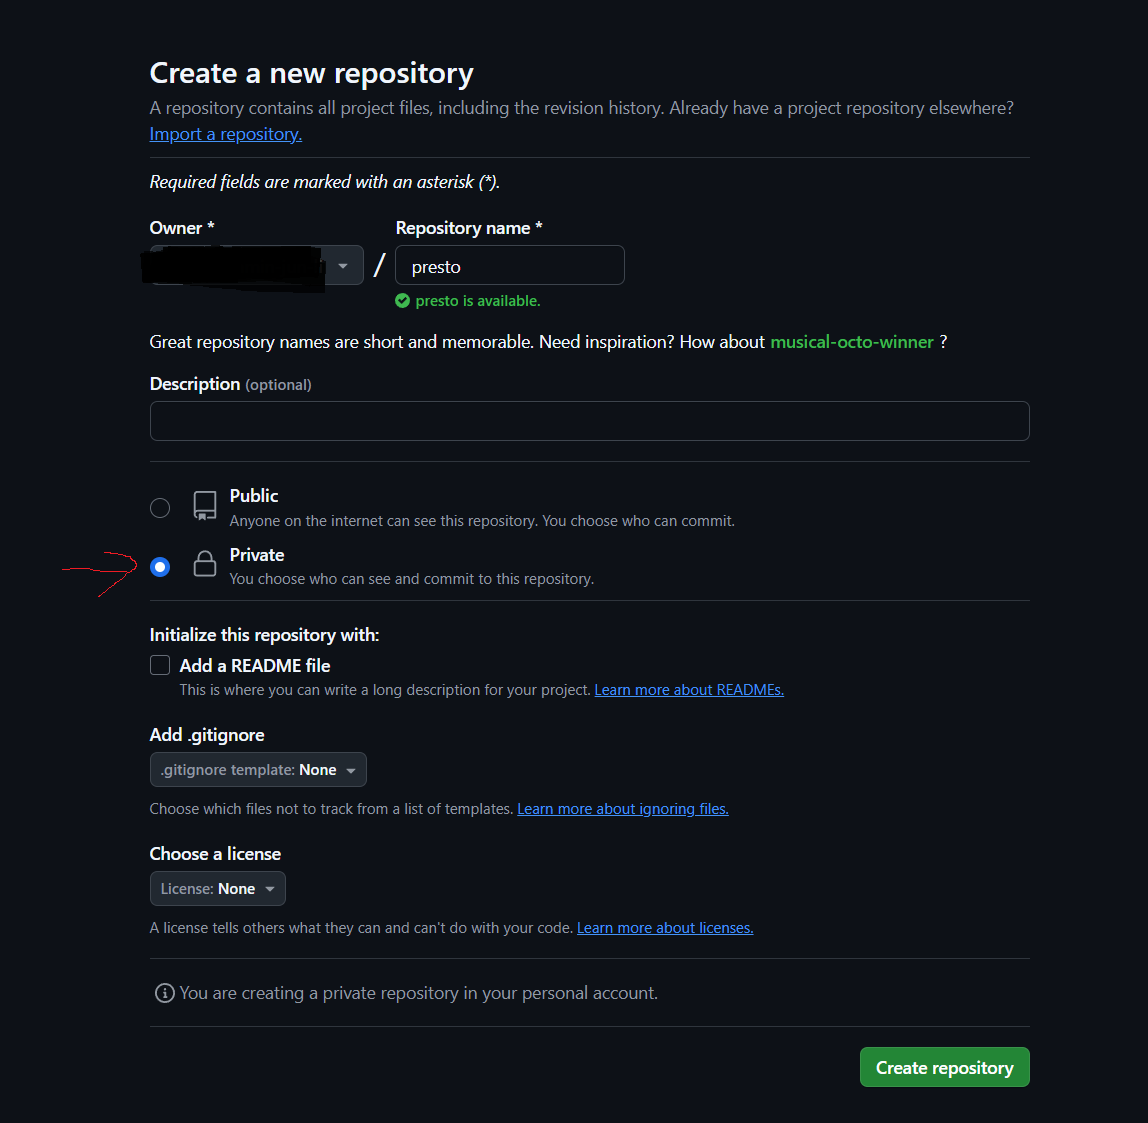 Create a new repository
A repository contains all project files, including the revision history. Already have a project repository elsewhere?
Import a repository.
Required fields are marked with an asterisk (*).
Owner *
Repository name *
/
presto
presto is available.
Great repository names are short and memorable. Need inspiration? How about musical-octo-winner ?
Description (optional)
Public
Anyone on the internet can see this repository. You choose who can commit.
Private
You choose who can see and commit to this repository.
Initialize this repository with:
Add a README file
This is where you can write a long description for your project. Learn more about READMEs.
Add .gitignore
.gitignore template: None
Choose which files not to track from a list of templates. Learn more about ignoring files.
Choose a license
License: None
A license tells others what they can and can't do with your code. Learn more about licenses.
You are creating a private repository in your personal account.
Create repository